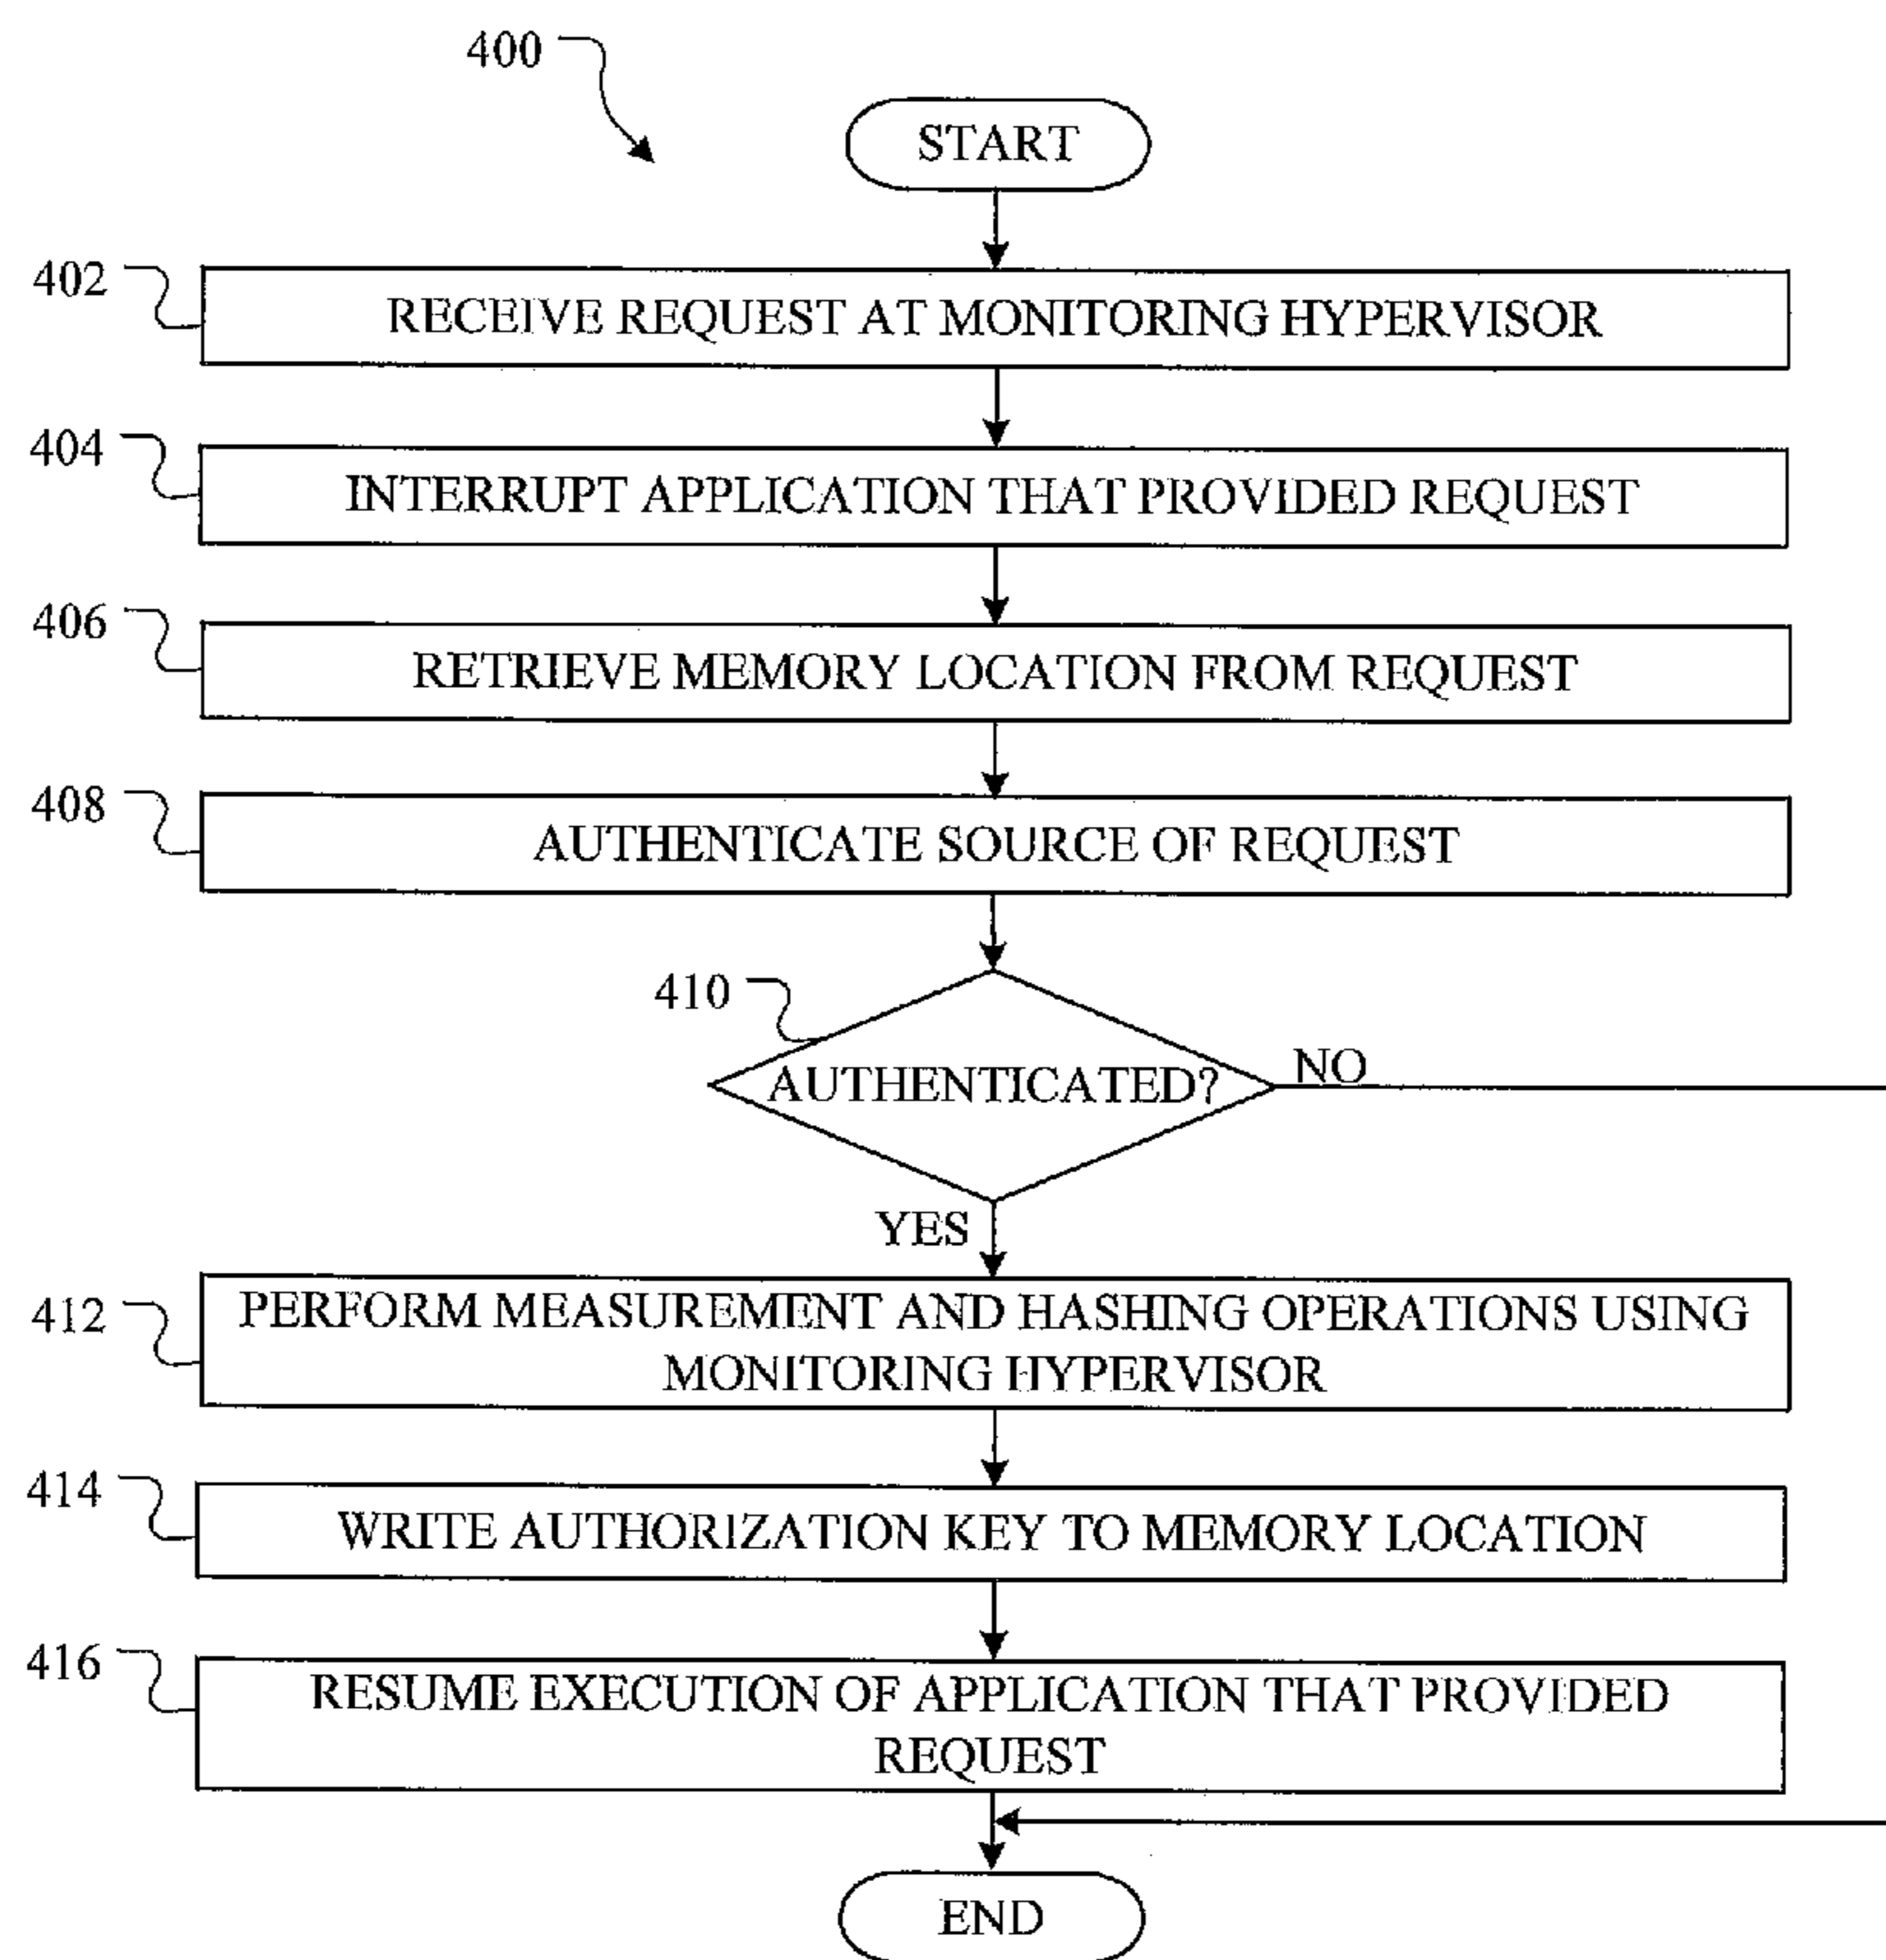 400
START
402
RECEIVE REQUEST AT MONITORING HYPERVISOR
404
INTERRUPT APPLICATION THAT PROVIDED REQUEST
406
RETRIEVE MEMORY LOCATION FROM REQUEST
408
AUTHENTICATE SOURCE OF REQUEST
410
AUTHENTICATED?
NO
YES
412
PERFORM MEASUREMENT AND HASHING OPERATIONS USING
MONITORING HYPERVISOR
414
WRITE AUTHORIZATION KEY TO MEMORY LOCATION
416
RESUME EXECUTION OF APPLICATION THAT PROVIDED
REQUEST
END